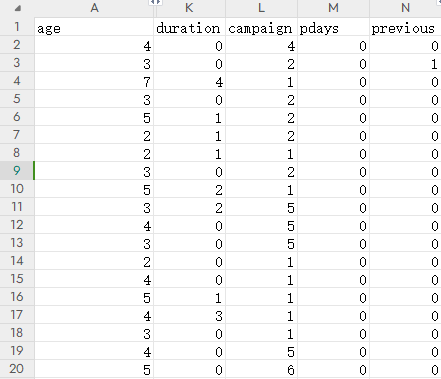 A K L M N
1 age duration campaign pdays previous
2 4 0 4 0 0
3 3 0 2 0 1
4 7 4 1 0 0
5 3 0 2 0 0
6 5 1 2 0 0
7 2 1 2 0 0
8 2 1 1 0 0
9 3 0 2 0 0
10 5 2 1 0 0
11 3 2 5 0 0
12 4 0 5 0 0
13 3 0 5 0 0
14 2 0 1 0 0
15 4 0 1 0 0
16 5 1 1 0 0
17 4 3 1 0 0
18 3 0 1 0 0
19 4 0 5 0 0
20 5 0 6 0 0